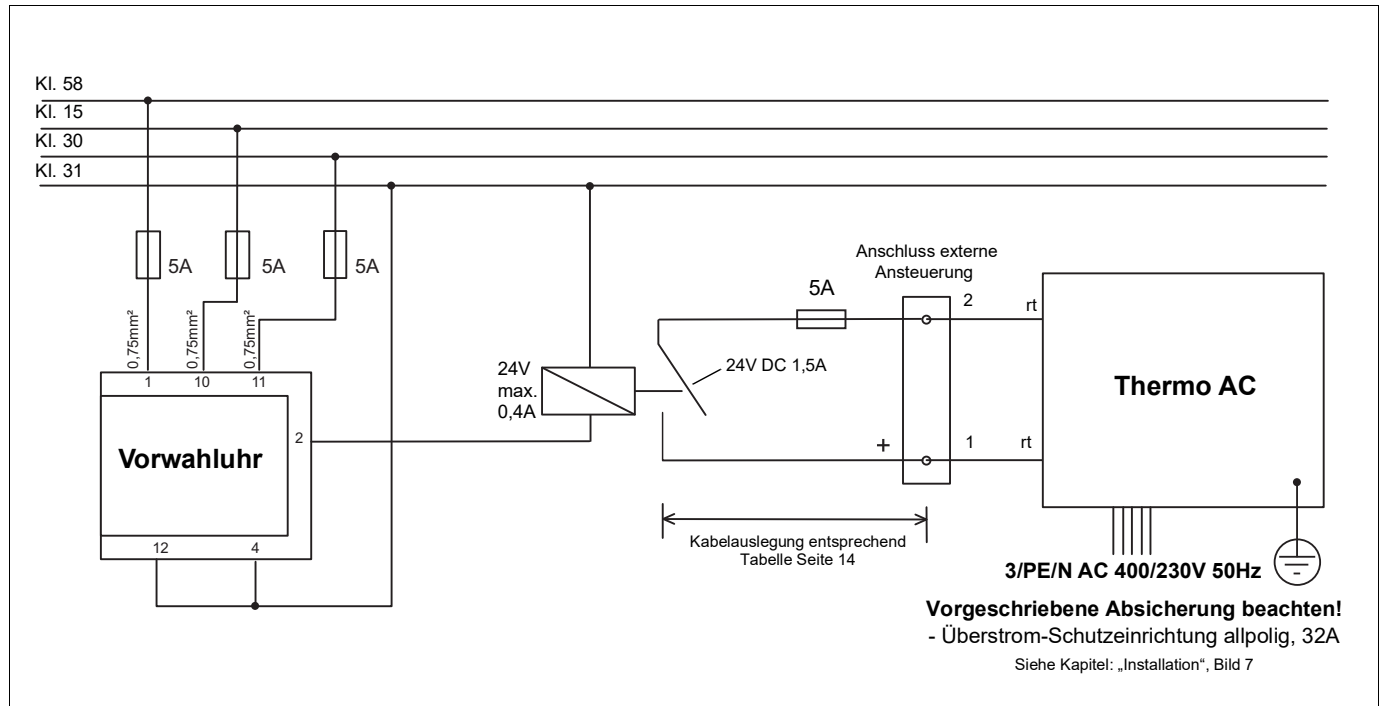 Kl. 58
Kl. 15
Kl. 30
Kl. 31
5A
5A
5A
0,75mm²
0,75mm²
0,75mm²
1
10
11
2
Vorwahluhr
12
4
24V
max.
0,4A
24V DC 1,5A
5A
Anschluss externe
Ansteuerung
2
rt
+
1
rt
Thermo AC
Kabelauslegung entsprechend
Tabelle Seite 14
3/PE/N AC 400/230V 50Hz
Vorgeschriebene Absicherung beachten!
- Überstrom-Schutzeinrichtung allpolig, 32A
Siehe Kapitel: „Installation“, Bild 7